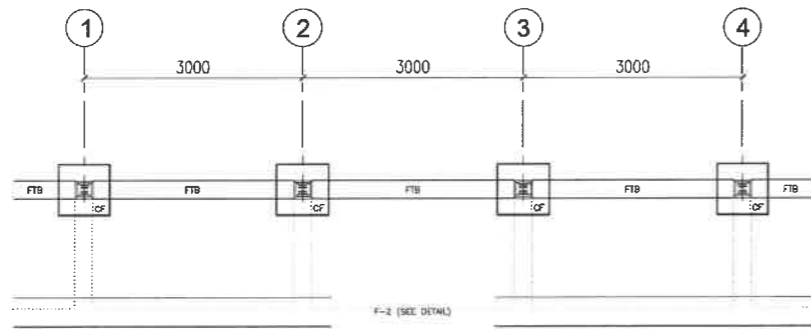 1 2 3 4
3000 3000 3000
FTB FTB FTB FTB FTB
CF CF CF CF
F-2 (SEE DETAIL)